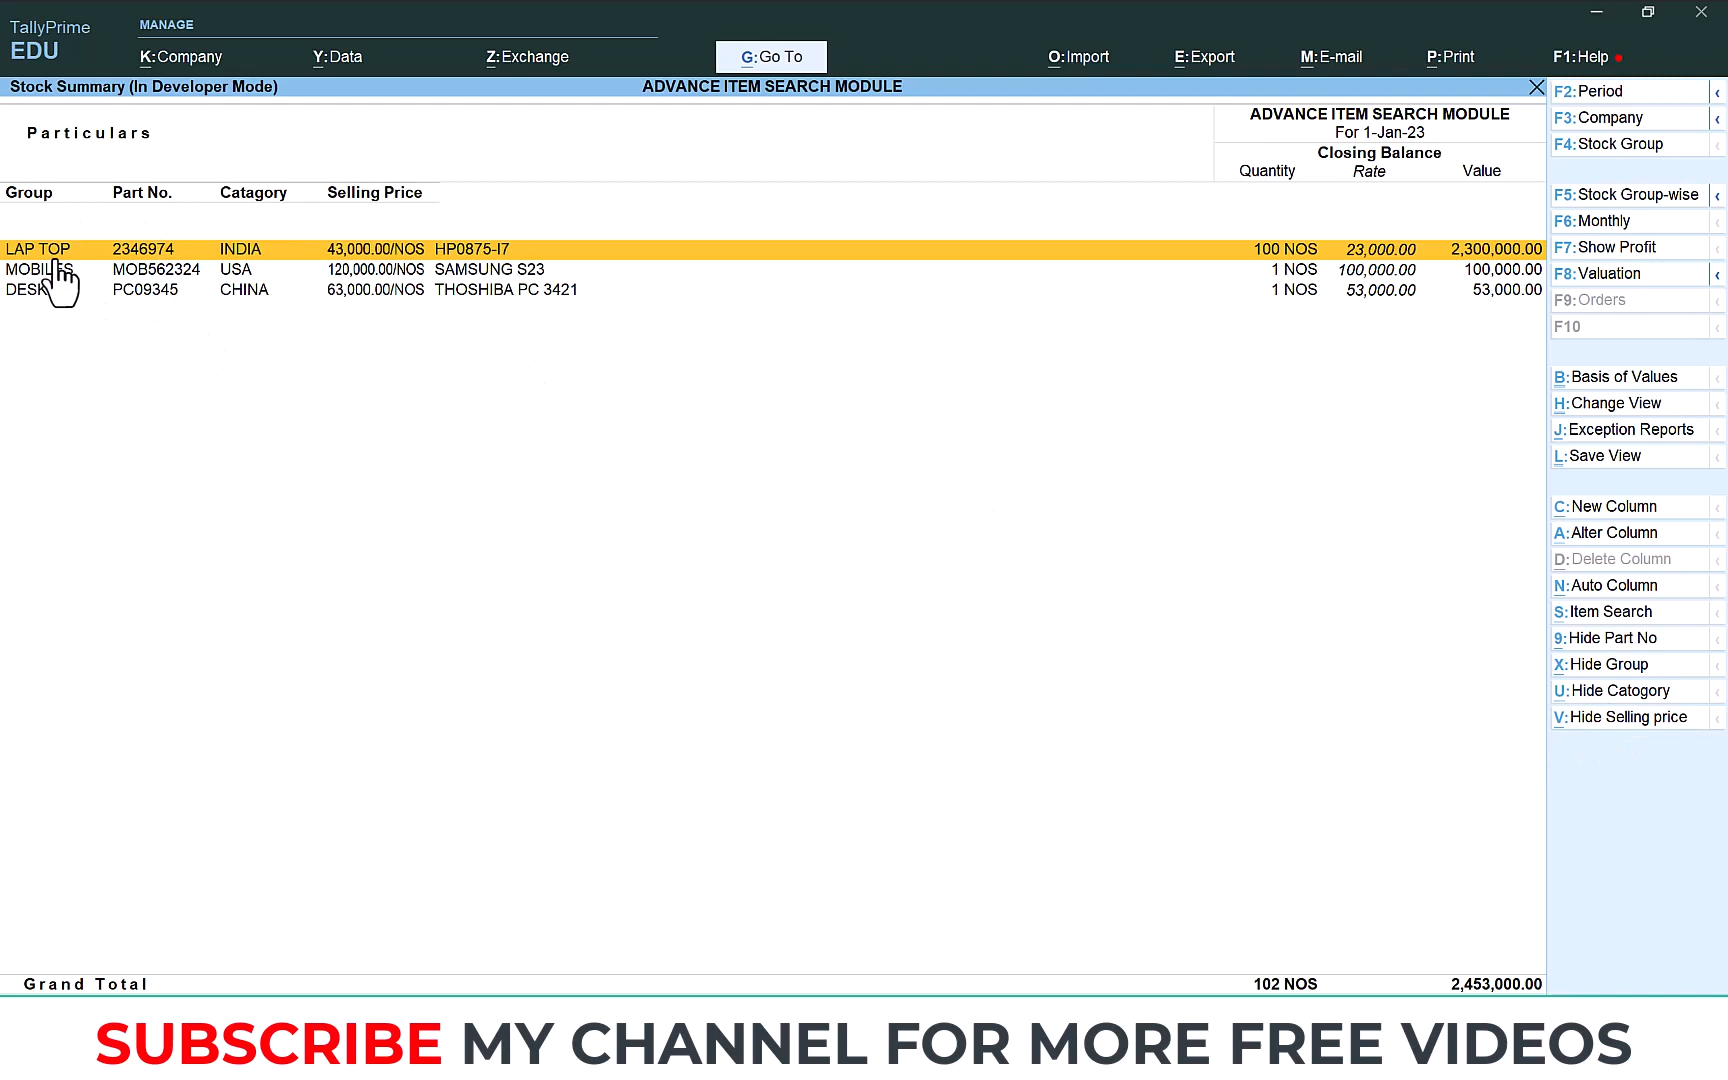 TallyPrime
EDU
MANAGE
K:Company
Y:Data
Z:Exchange
G:Go To
O:Import
E:Export
M:E-mail
P:Print
F1:Help
Stock Summary (In Developer Mode)
ADVANCE ITEM SEARCH MODULE
Particulars
ADVANCE ITEM SEARCH MODULE
For 1-Jan-23
Closing Balance
Quantity Rate Value
Group Part No. Catagory Selling Price
LAP TOP 2346974 INDIA 43,000.00/NOS HP0875-I7 100 NOS 23,000.00 2,300,000.00
MOB562324 USA 120,000.00/NOS SAMSUNG S23 1 NOS 100,000.00 100,000.00
PC09345 CHINA 63,000.00/NOS THOSHIBA PC 3421 1 NOS 53,000.00 53,000.00
Grand Total 102 NOS 2,453,000.00
F2:Period
F3:Company
F4:Stock Group
F5:Stock Group-wise
F6:Monthly
F7:Show Profit
F8:Valuation
F9:Orders
F10
B:Basis of Values
H:Change View
J:Exception Reports
L:Save View
C:New Column
A:Alter Column
D:Delete Column
N:Auto Column
S:Item Search
9:Hide Part No
X:Hide Group
U:Hide Catogory
V:Hide Selling price
SUBSCRIBE MY CHANNEL FOR MORE FREE VIDEOS